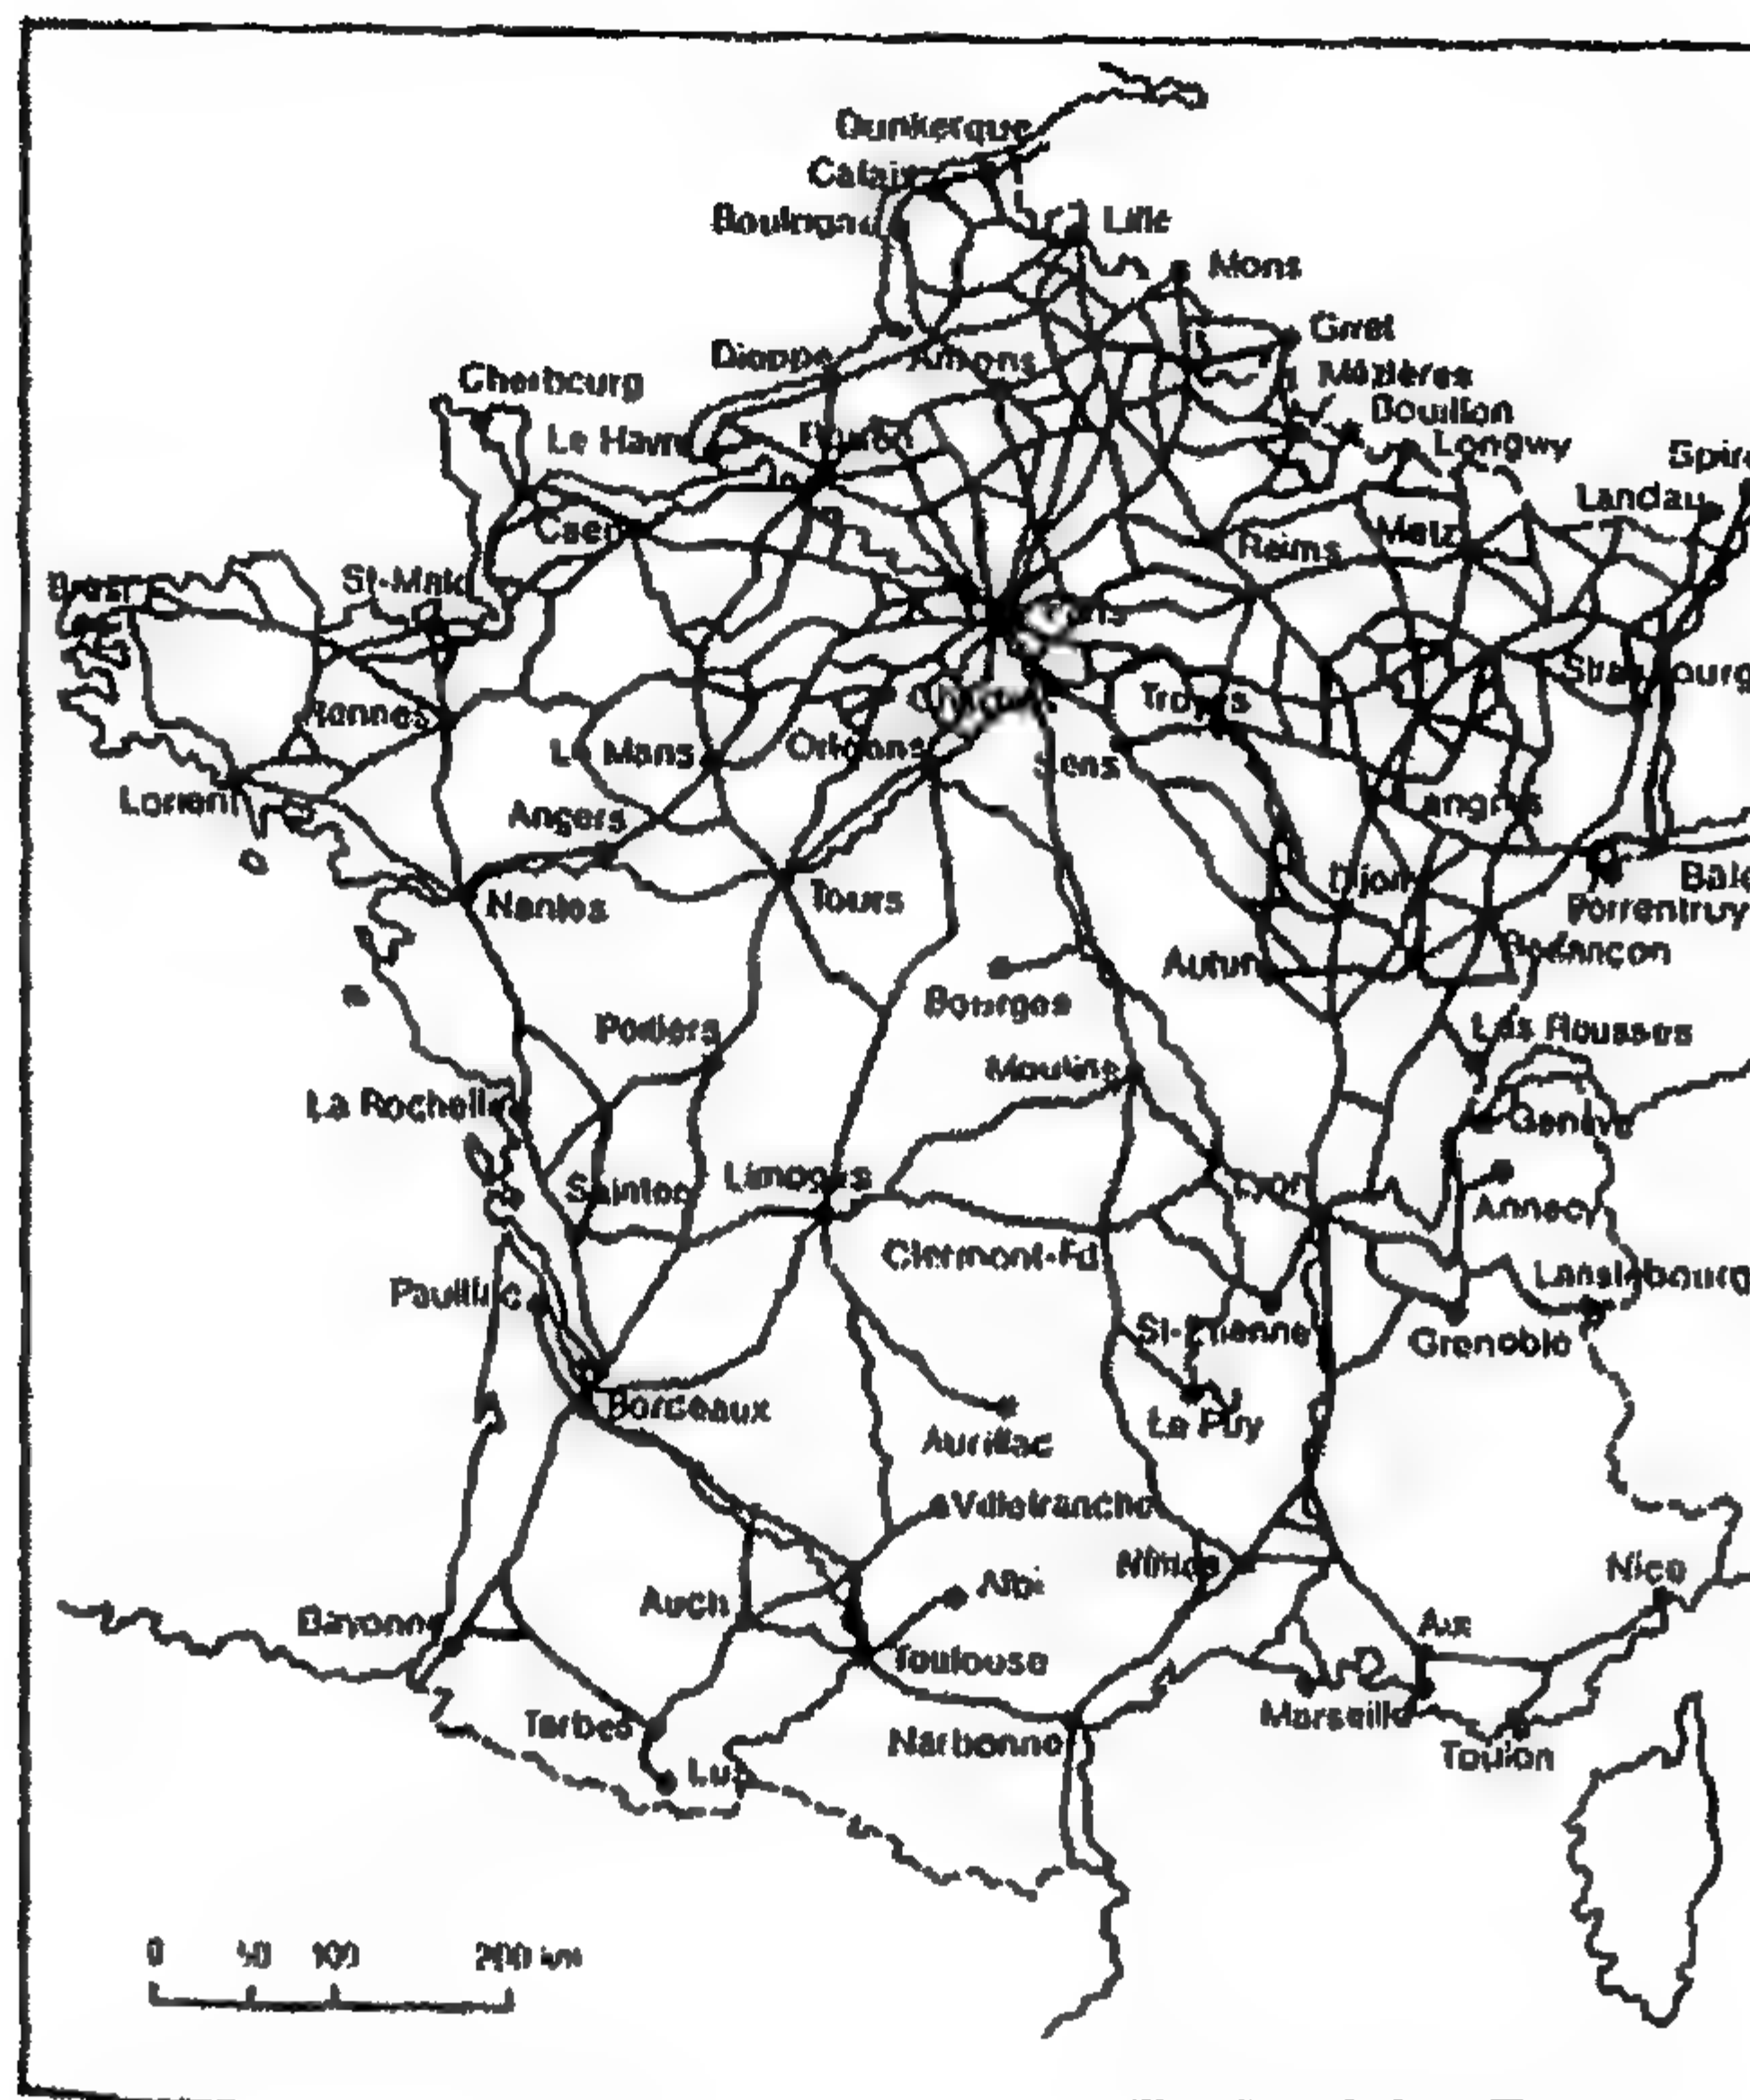 Dunkerque
Calais
Boulogne
Lille
Mons
Givet
Dieppe
Amiens
Mézières
Cherbourg
Bouillon
Le Havre
Rouen
Longwy
Spire
Landau
Caen
Reims
Metz
Brest
St-Malo
Paris
Strasbourg
Rennes
Troyes
Le Mans
Orléans
Sens
Lorient
Angers
Langres
Dijon
Bâle
Nantes
Tours
Porrentruy
Autun
Besançon
Bourges
Poitiers
Les Rousses
Moulins
La Rochelle
Genève
Saintes
Limoges
Lyon
Annecy
Clermont-Fd
Pauillac
Lanslebourg
St-Etienne
Grenoble
Bordeaux
Le Puy
Aurillac
Villefranche
Nîmes
Nice
Auch
Albi
Bayonne
Aix
Toulouse
Tarbes
Narbonne
Marseille
Toulon
Luz
0 50 100 200 km